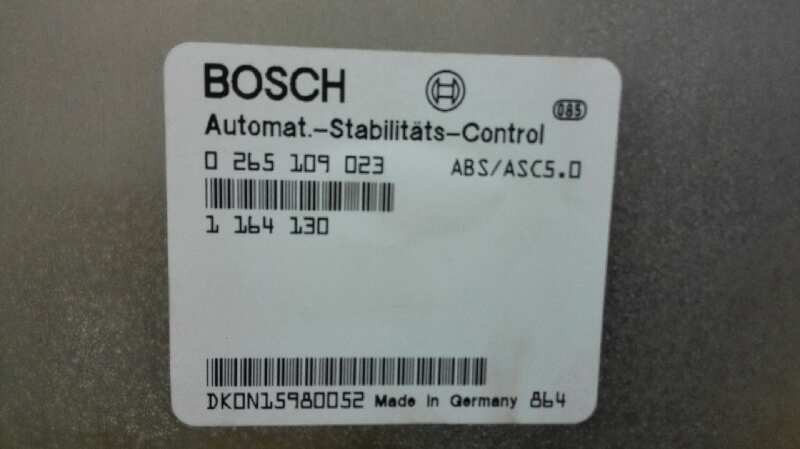 BOSCH
085
Automat.-Stabilitäts-Control
0 265 109 023 ABS/ASC5.0
1 164 130
DK0N15980052 Made in Germany 864